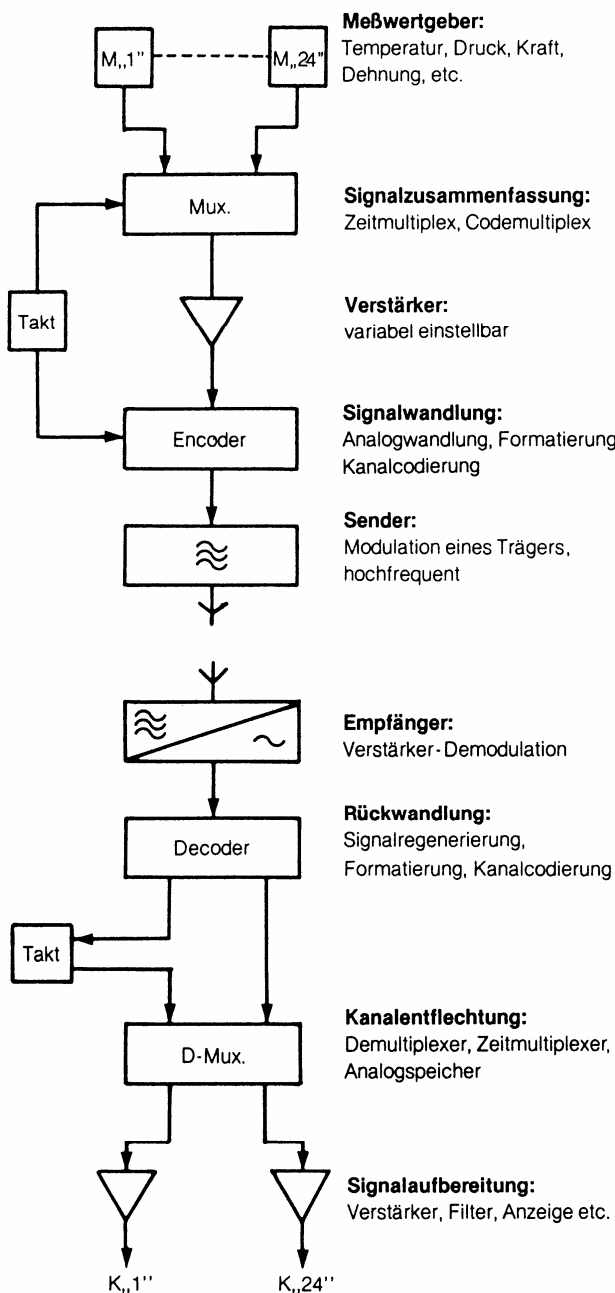 Meßwertgeber:
M„1” M„24”
Temperatur, Druck, Kraft,
Dehnung, etc.
Mux.
Signalzusammenfassung:
Zeitmultiplex, Codemultiplex
Takt
Verstärker:
variabel einstellbar
Encoder
Signalwandlung:
Analogwandlung, Formatierung
Kanalcodierung
Sender:
Modulation eines Trägers,
hochfrequent
Empfänger:
Verstärker-Demodulation
Decoder
Rückwandlung:
Signalregenerierung,
Formatierung, Kanalcodierung
Takt
D-Mux.
Kanalentflechtung:
Demultiplexer, Zeitmultiplexer,
Analogspeicher
Signalaufbereitung:
Verstärker, Filter, Anzeige etc.
K„1’’ K„24’’